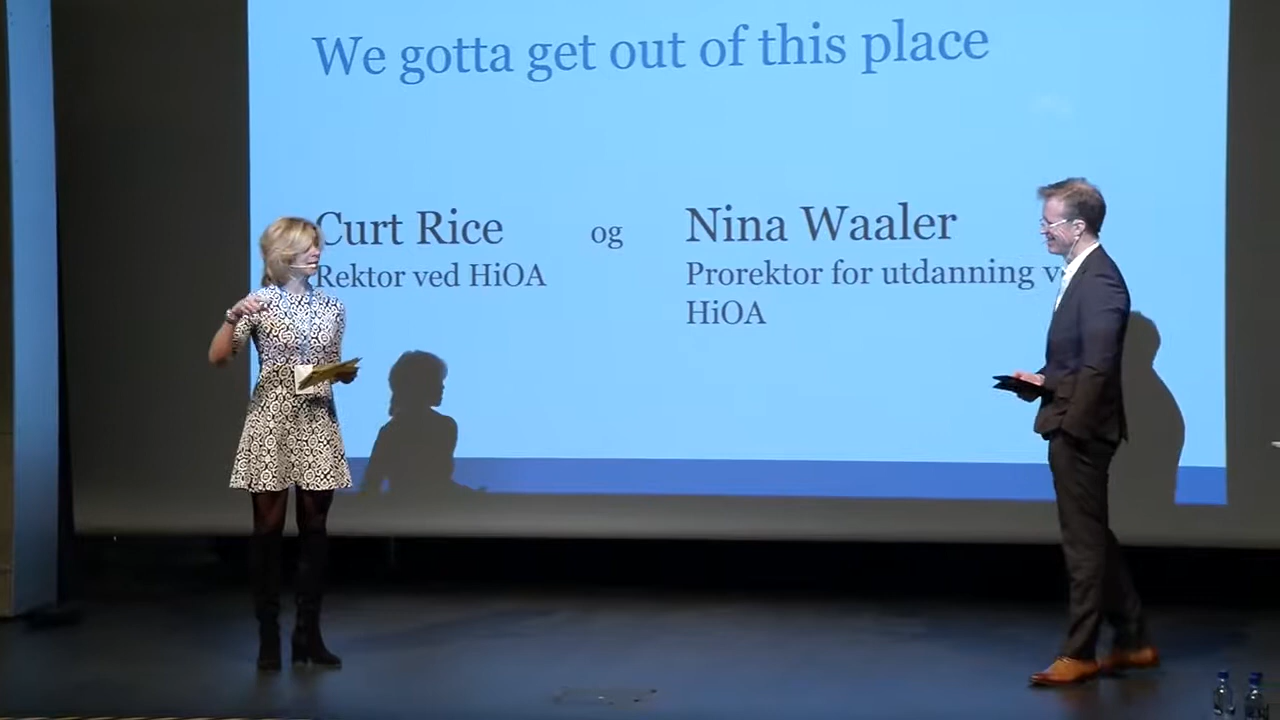 We gotta get out of this place
Curt Rice og Nina Waaler
Rektor ved HiOA
Prorektor for utdanning
HiOA